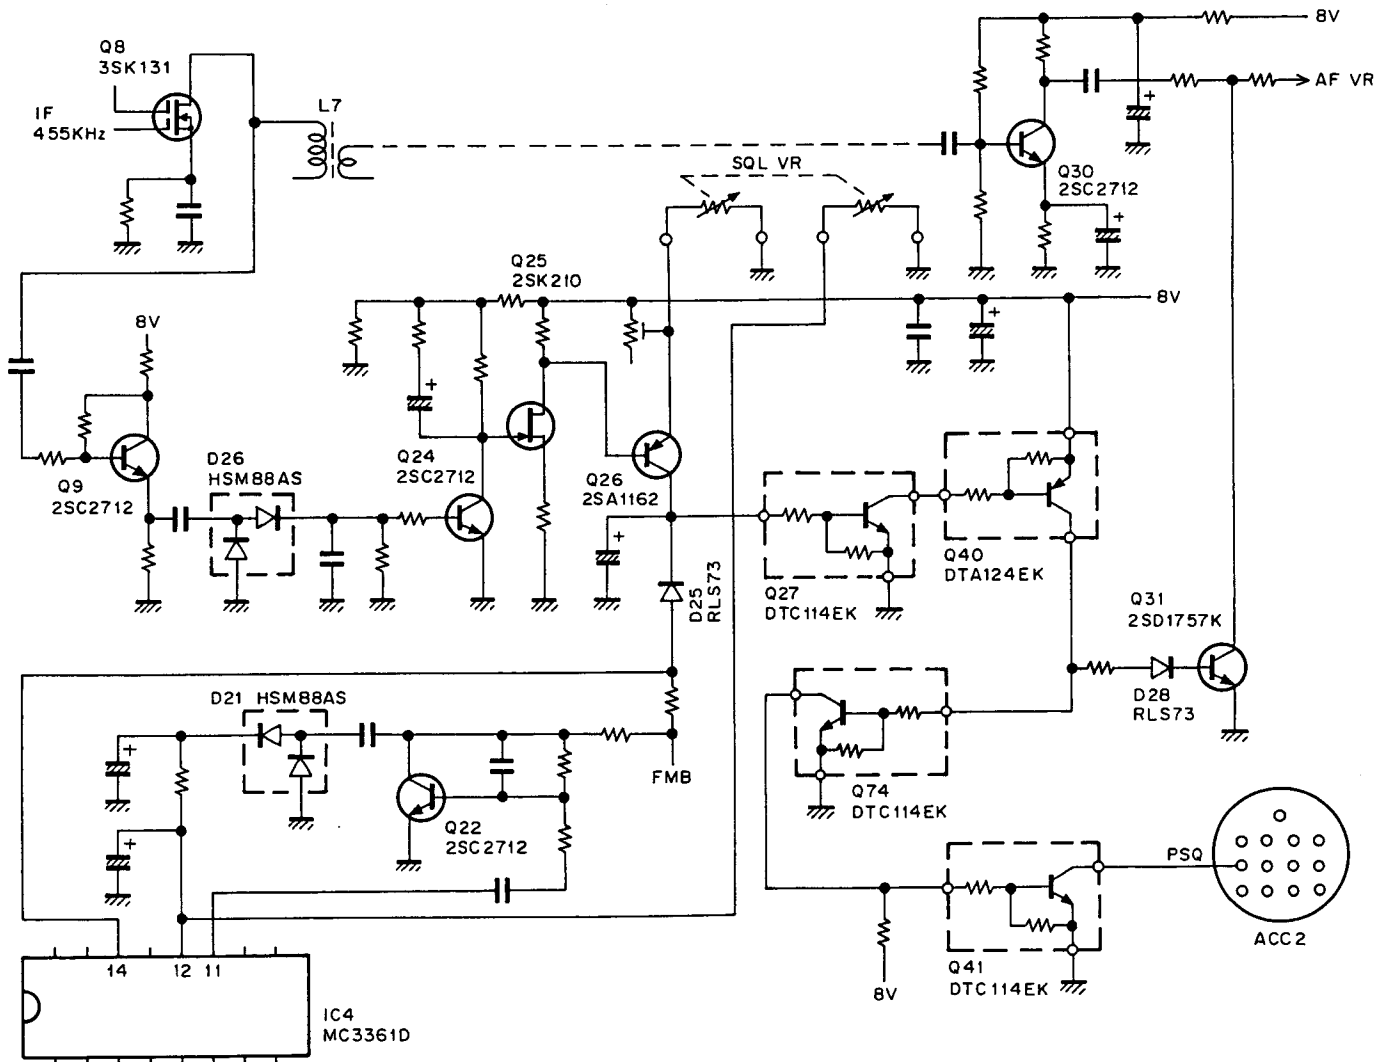 8V
Q8
3SK131
IF
455KHz
L7
AF VR
SQL VR
Q30
2SC2712
Q25
2SK210
8V
8V
Q9
2SC2712
D26
HSM88AS
Q24
2SC2712
Q26
2SA1162
D25
RLS73
Q27
DTC114EK
Q40
DTA124EK
Q31
2SD1757K
D28
RLS73
D21 HSM88AS
FMB
Q22
2SC2712
Q74
DTC114EK
PSQ
ACC2
14
12
11
8V
Q41
DTC114EK
IC4
MC3361D